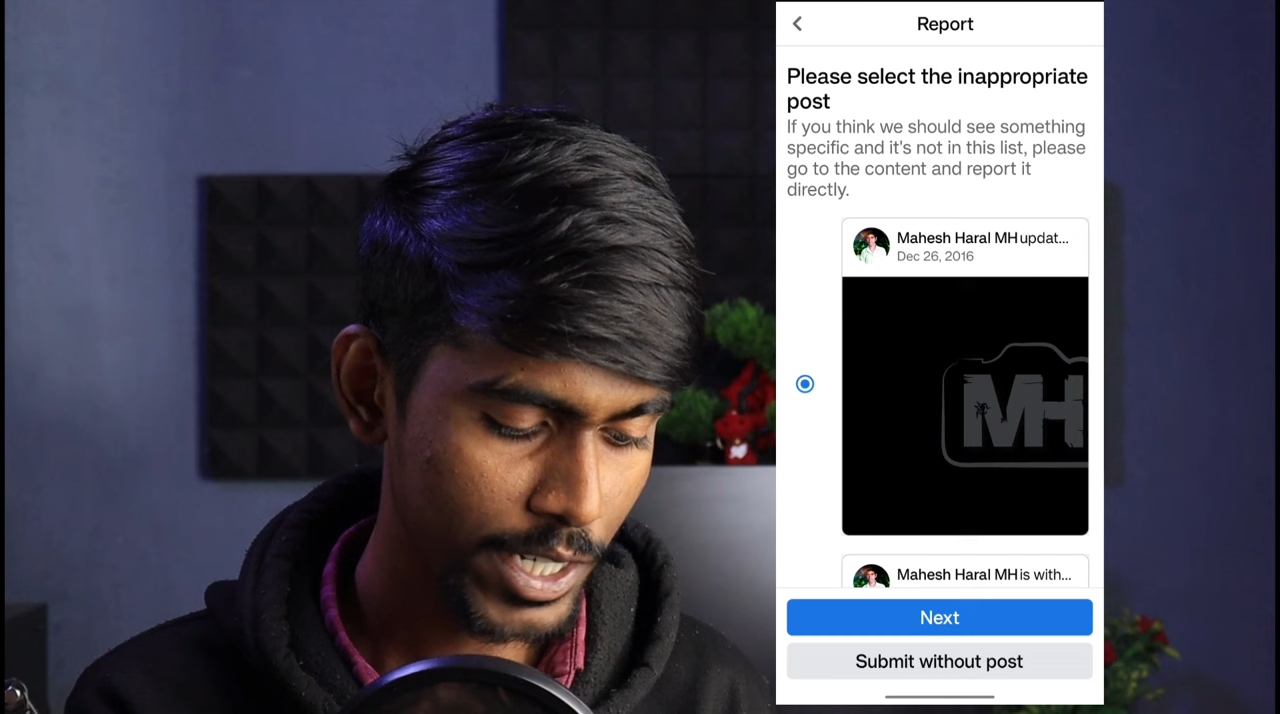 Report
Please select the inappropriate
post
If you think we should see something
specific and it's not in this list, please
go to the content and report it
directly.
Mahesh Haral MH updat...
Dec 26, 2016
MH
Mahesh Haral MH is with...
Next
Submit without post